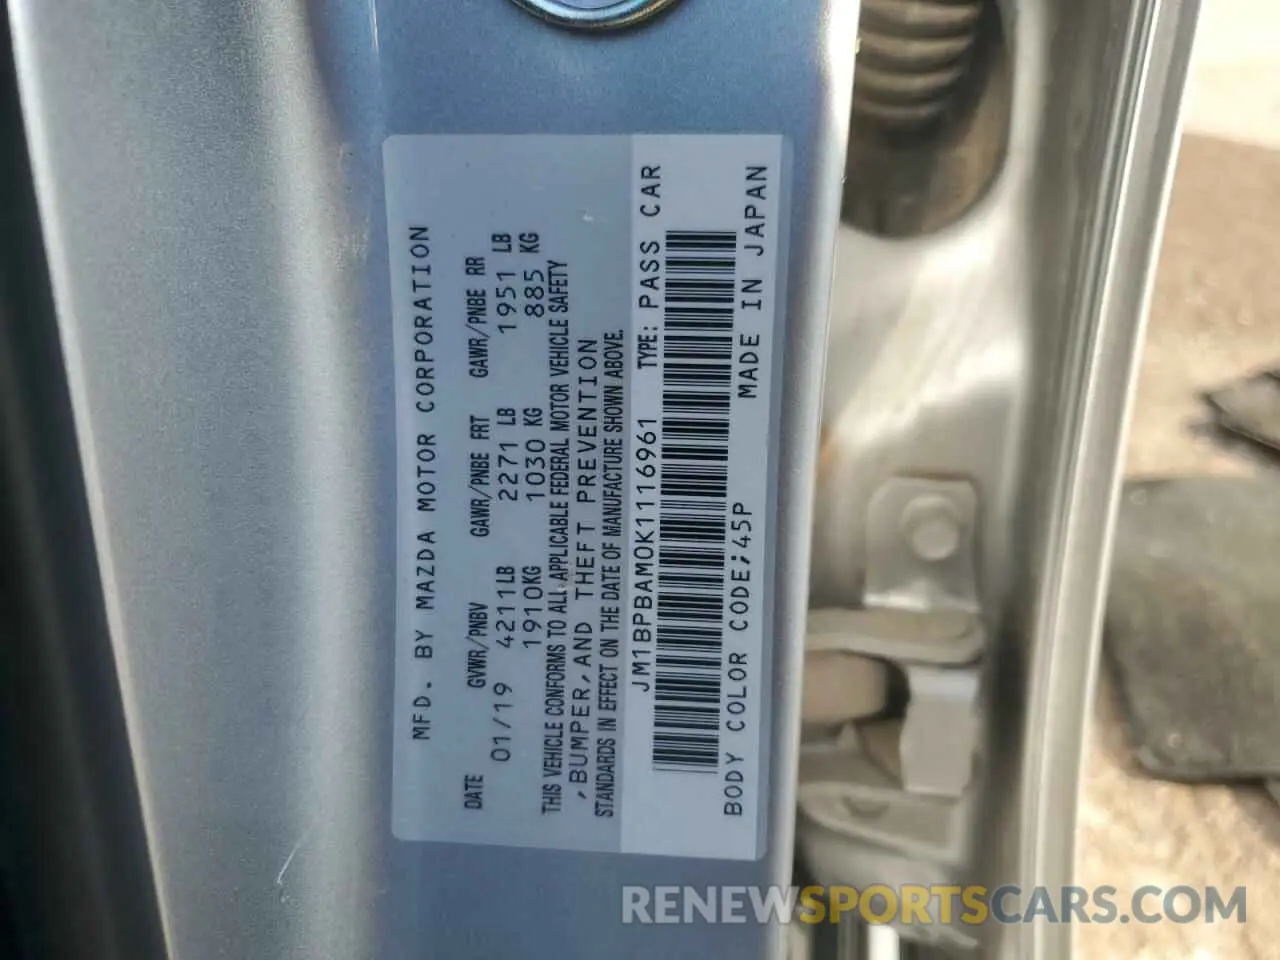 MFD. BY MAZDA MOTOR CORPORATION
DATE GVWR/PNBV GAWR/PNBE FRT GAWR/PNBE RR
01/19 4211LB 2271 LB 1951 LB
1910KG 1030 KG 885 KG
THIS VEHICLE CONFORMS TO ALL APPLICABLE FEDERAL MOTOR VEHICLE SAFETY
,BUMPER,AND THEFT PREVENTION
STANDARDS IN EFFECT ON THE DATE OF MANUFACTURE SHOWN ABOVE.
JM1BPBAM0K1116961 TYPE: PASS CAR
BODY COLOR CODE;45P MADE IN JAPAN
RENEWSPORTSCARS.COM